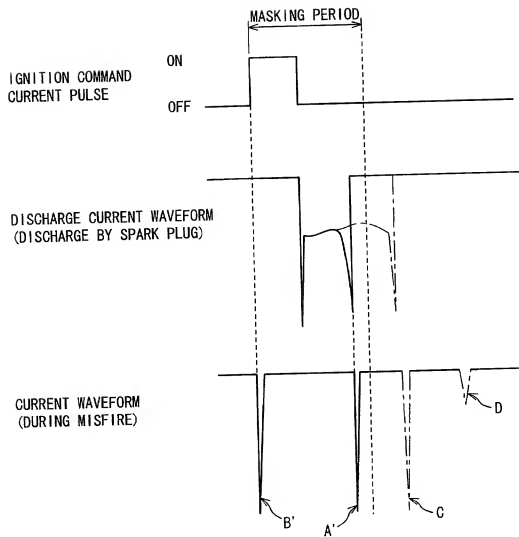 MASKING PERIOD
IGNITION COMMAND
CURRENT PULSE
ON
OFF
DISCHARGE CURRENT WAVEFORM
(DISCHARGE BY SPARK PLUG)
CURRENT WAVEFORM
(DURING MISFIRE)
B'
A'
C
D